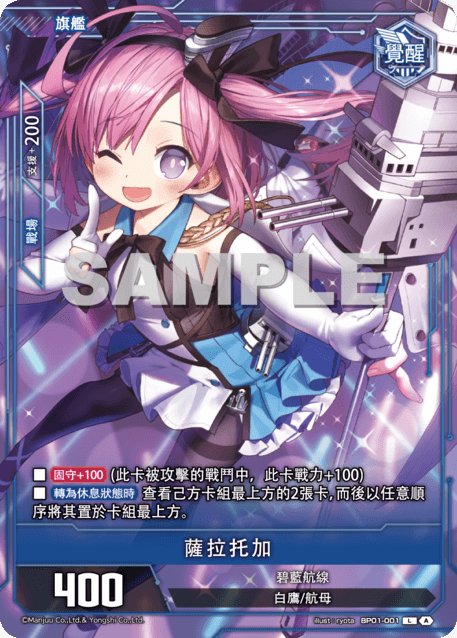 旗艦
覺醒
支援+200
戰場
SAMPLE
■ 固守+100 (此卡被攻擊的戰鬥中，此卡戰力+100)
■ 轉為休息狀態時 查看己方卡組最上方的2張卡，而後以任意順
序將其置於卡組最上方。
薩拉托加
400
碧藍航線
白鷹/航母
©Manjuu Co.,Ltd.& Yongshi Co.,Ltd.
illust ryota BP01-001 L A